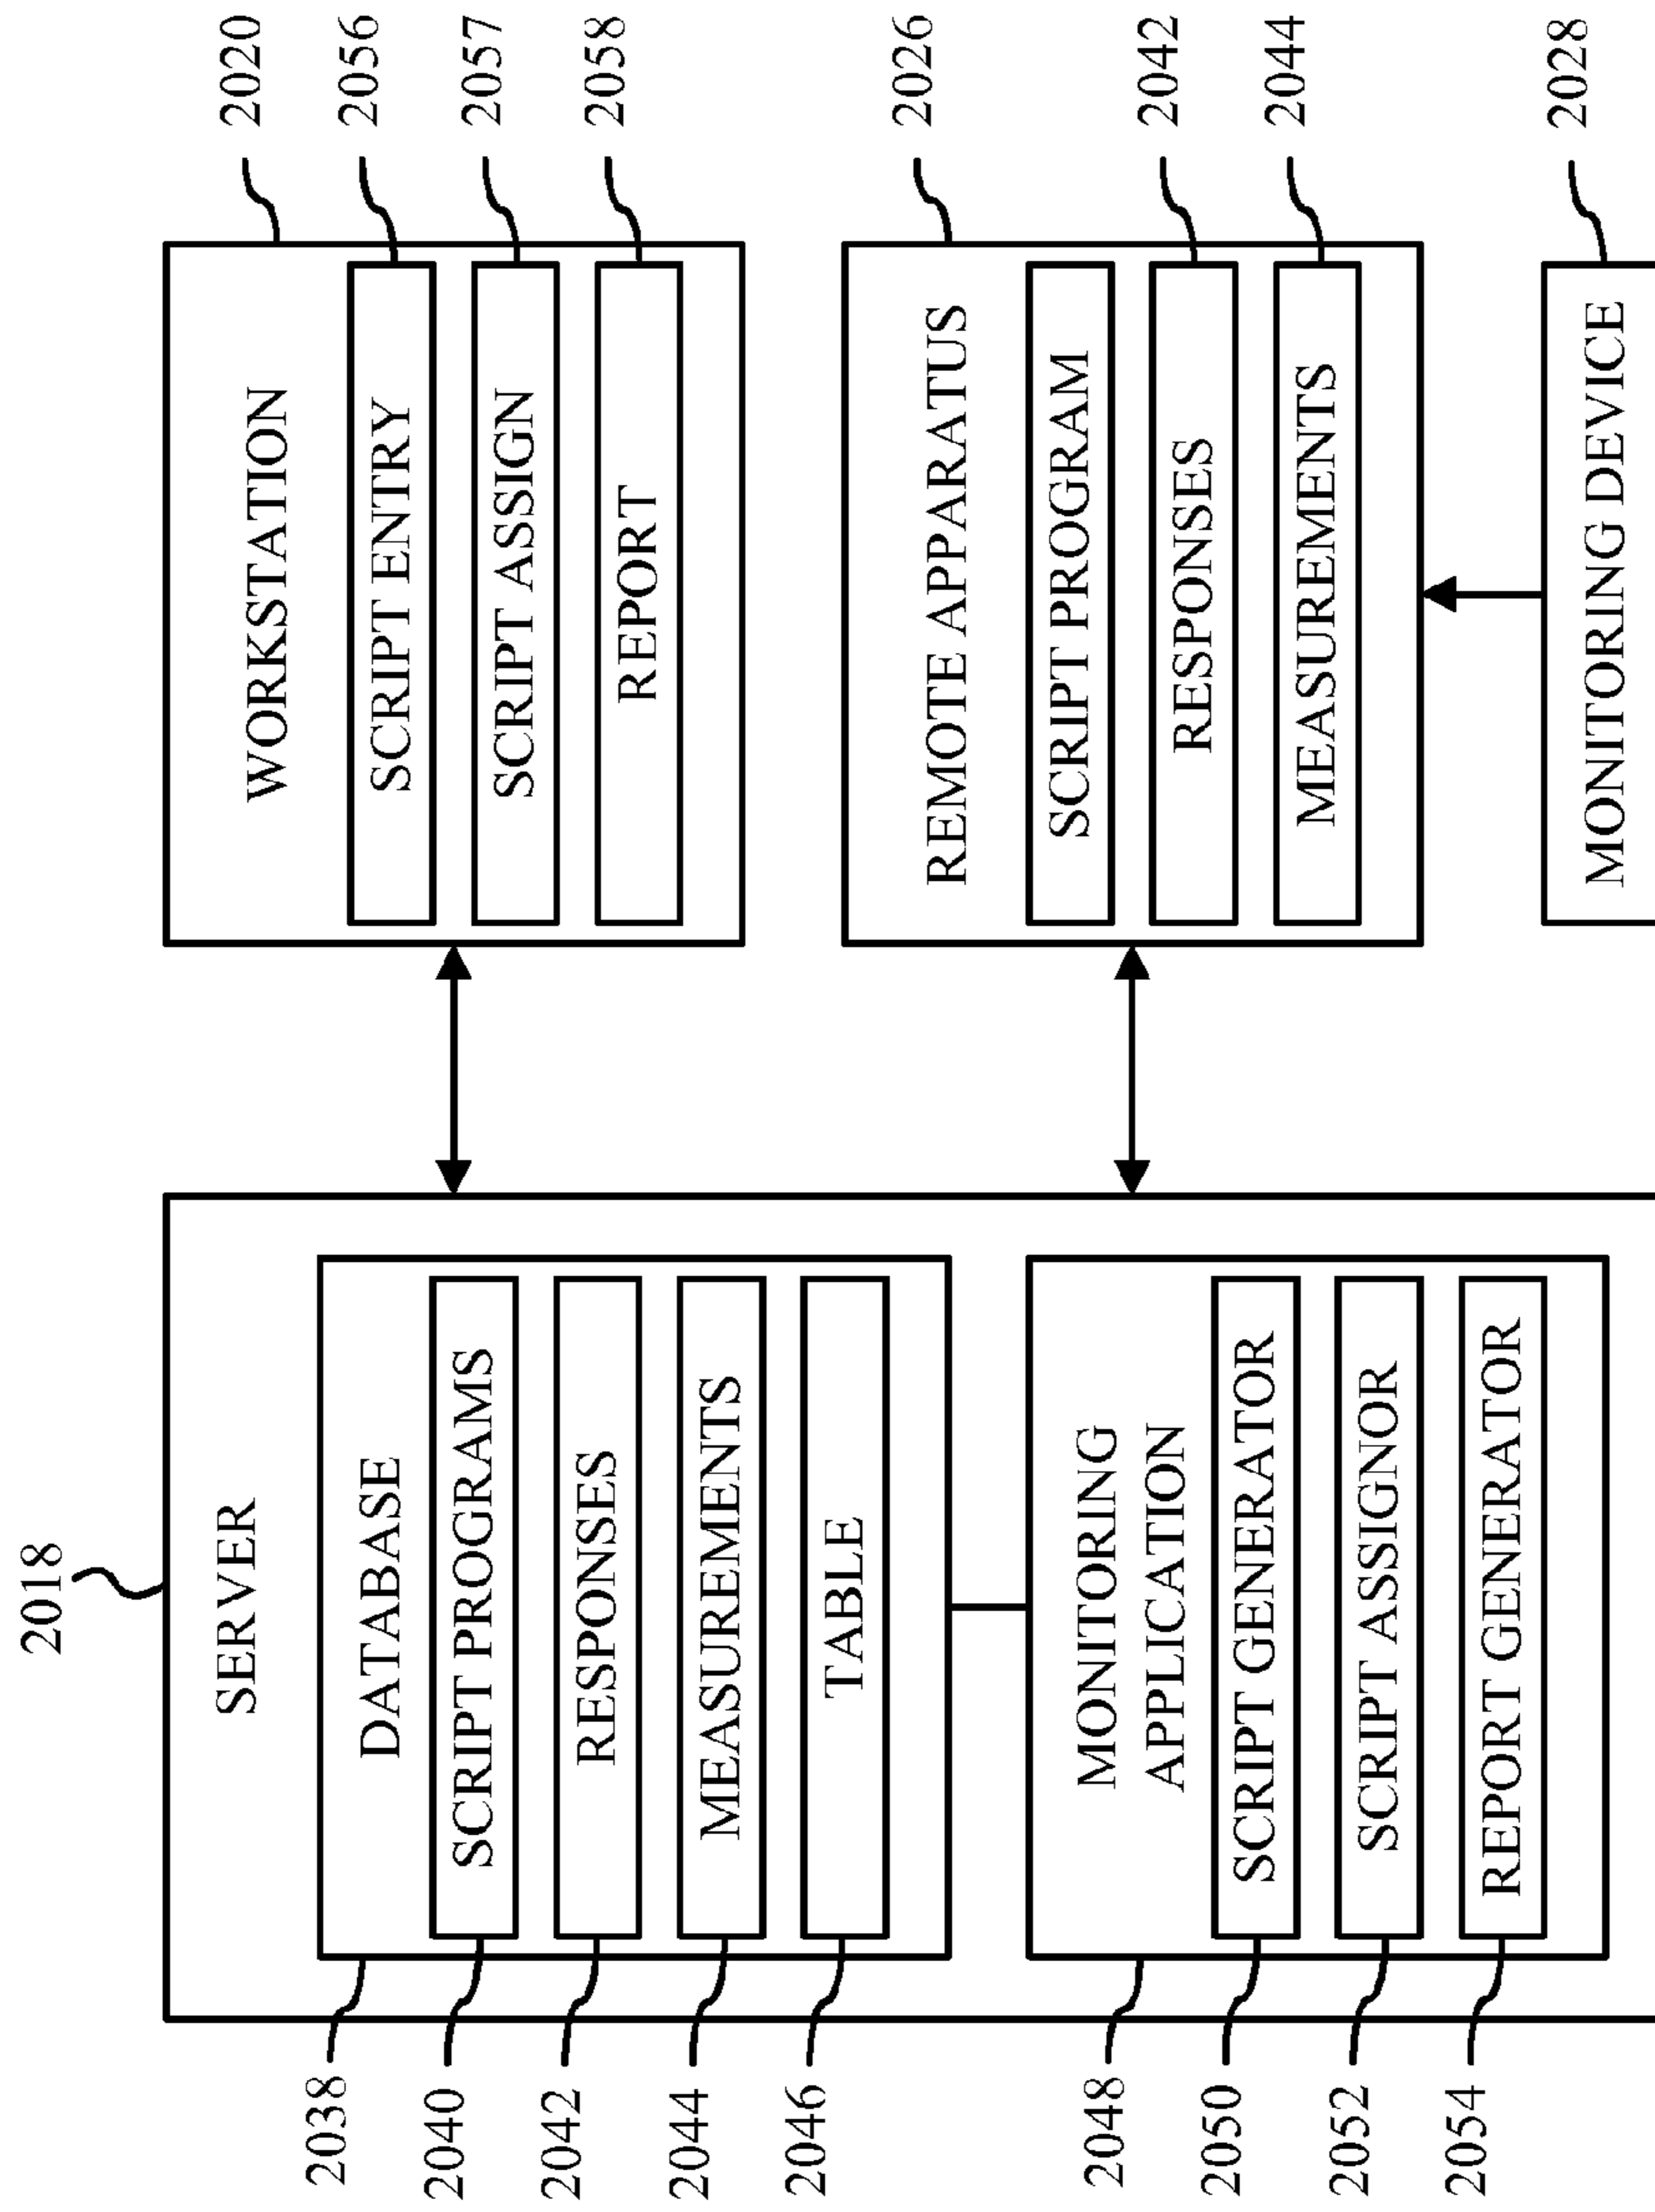 2018
SERVER
DATABASE
SCRIPT PROGRAMS
RESPONSES
MEASUREMENTS
TABLE
MONITORING
APPLICATION
SCRIPT GENERATOR
SCRIPT ASSIGNOR
REPORT GENERATOR
2038
2040
2042
2044
2046
2048
2050
2052
2054
WORKSTATION
SCRIPT ENTRY
SCRIPT ASSIGN
REPORT
2020
2056
2057
2058
REMOTE APPARATUS
SCRIPT PROGRAM
RESPONSES
MEASUREMENTS
2026
2042
2044
MONITORING DEVICE
2028